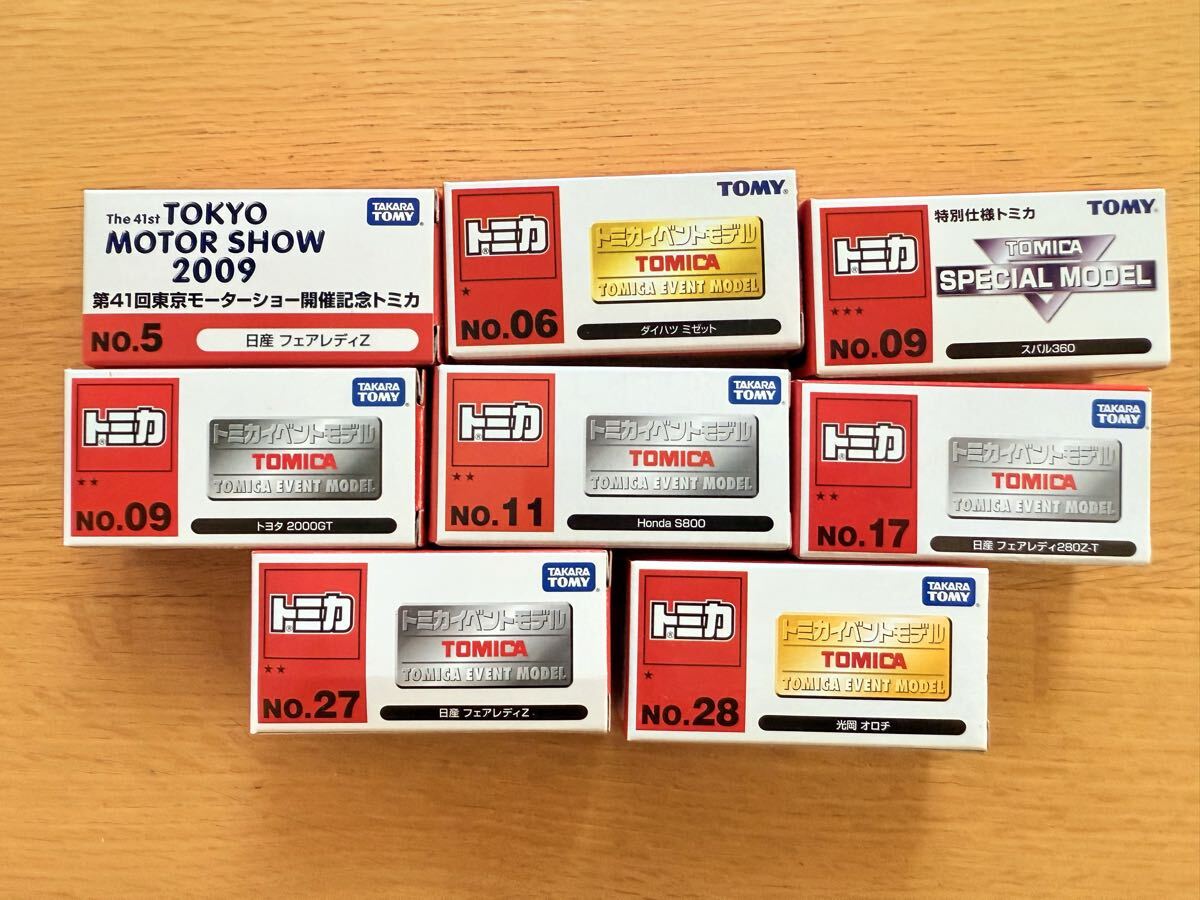 The 41st TOKYO
MOTOR SHOW
2009
TAKARA
TOMY
第41回東京モーターショー開催記念トミカ
NO.5
日産 フェアレディZ
トミカ
★
NO.06
TOMY
トミカイベントモデル
TOMICA
TOMICA EVENT MODEL
ダイハツ ミゼット
トミカ
★★★
NO.09
特別仕様トミカ
TOMY
TOMICA
SPECIAL MODEL
スバル360
トミカ
★★
NO.09
TAKARA
TOMY
トミカイベントモデル
TOMICA
TOMICA EVENT MODEL
トヨタ 2000GT
トミカ
★★
NO.11
TAKARA
TOMY
トミカイベントモデル
TOMICA
TOMICA EVENT MODEL
Honda S800
トミカ
★★
NO.17
TAKARA
TOMY
トミカイベントモデル
TOMICA
TOMICA EVENT MODEL
日産 フェアレディ280Z-T
トミカ
★★
NO.27
TAKARA
TOMY
トミカイベントモデル
TOMICA
TOMICA EVENT MODEL
日産 フェアレディZ
トミカ
★
NO.28
TAKARA
TOMY
トミカイベントモデル
TOMICA
TOMICA EVENT MODEL
光岡 オロチ